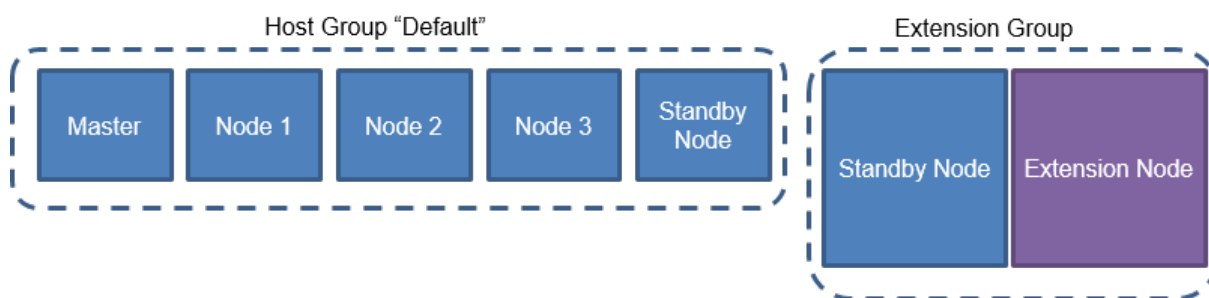 Host Group “Default”
Extension Group
Master
Node 1
Node 2
Node 3
Standby
Node
Standby Node
Extension Node